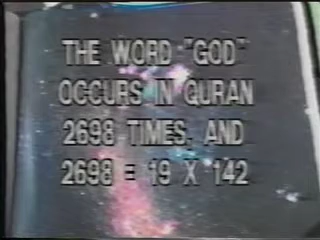 THE WORD "GOD"
OCCURS IN QURAN
2698 TIMES, AND
2698 = 19 X 142